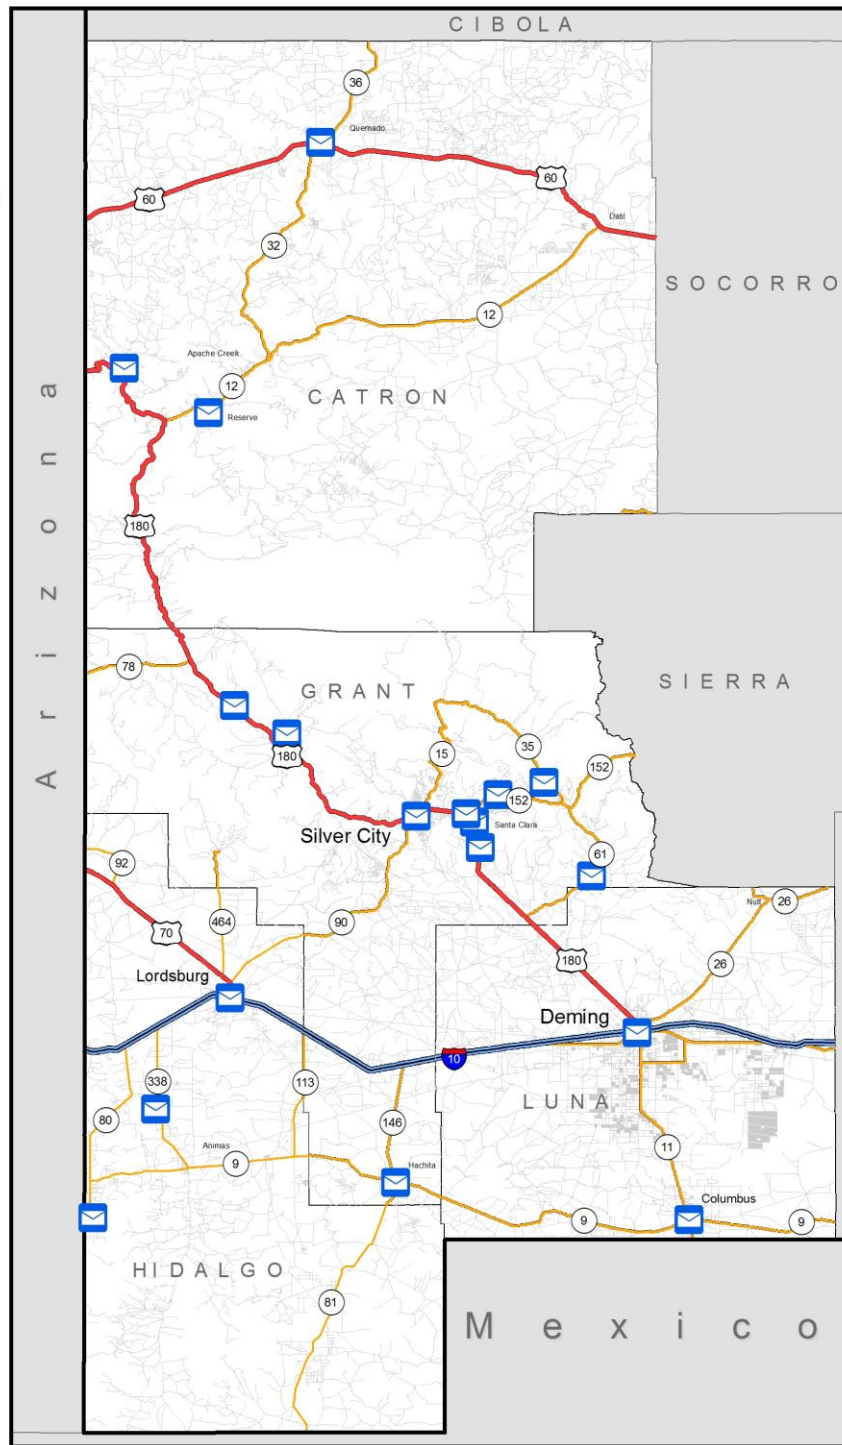 CIBOLA
36
Quemado
60
60
Datil
32
SOCORRO
12
Apache Creek
12
Reserve
CATRON
Arizona
180
78
GRANT
SIERRA
180
15
35
152
152
Silver City
Santa Clara
92
61
464
90
70
Nutt
26
26
180
Lordsburg
Deming
10
338
113
80
LUNA
146
Animas
9
11
Hachita
Columbus
9
9
HIDALGO
81
Mexico